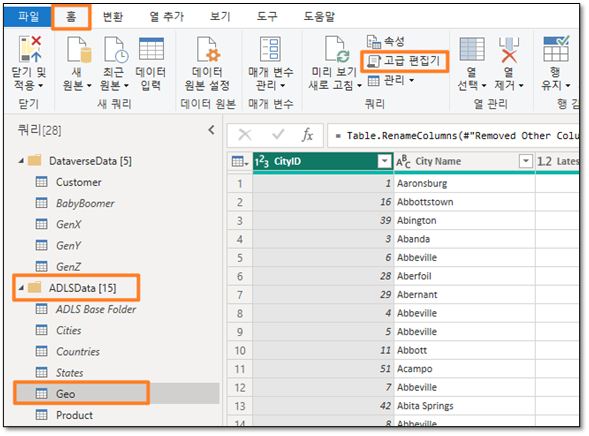 파일 홈 변환 열 추가 보기 도구 도움말
닫기 및
적용
닫기
새
원본
최근
원본
데이터
입력
새 쿼리
데이터
원본 설정
데이터 원본
매개 변수
관리
매개 변수
미리 보기
새로 고침
속성
고급 편집기
관리
쿼리
열
선택
열
제거
열 관리
행
유지
행 감
쿼리[28]
= Table.RenameColumns(#"Removed Other Colu
DataverseData [5]
Customer
BabyBoomer
GenX
GenY
GenZ
ADLSData [15]
ADLS Base Folder
Cities
Countries
States
Geo
Product
1 2 3 CityID A B C City Name 1.2 Lates
1 1 Aaronsburg
2 16 Abbottstown
3 39 Abington
4 3 Abanda
5 6 Abbeville
6 28 Aberfoil
7 29 Abernant
8 4 Abbeville
9 5 Abbeville
10 11 Abbott
11 51 Acampo
12 7 Abbeville
13 42 Abita Springs
14 8 Abbeville